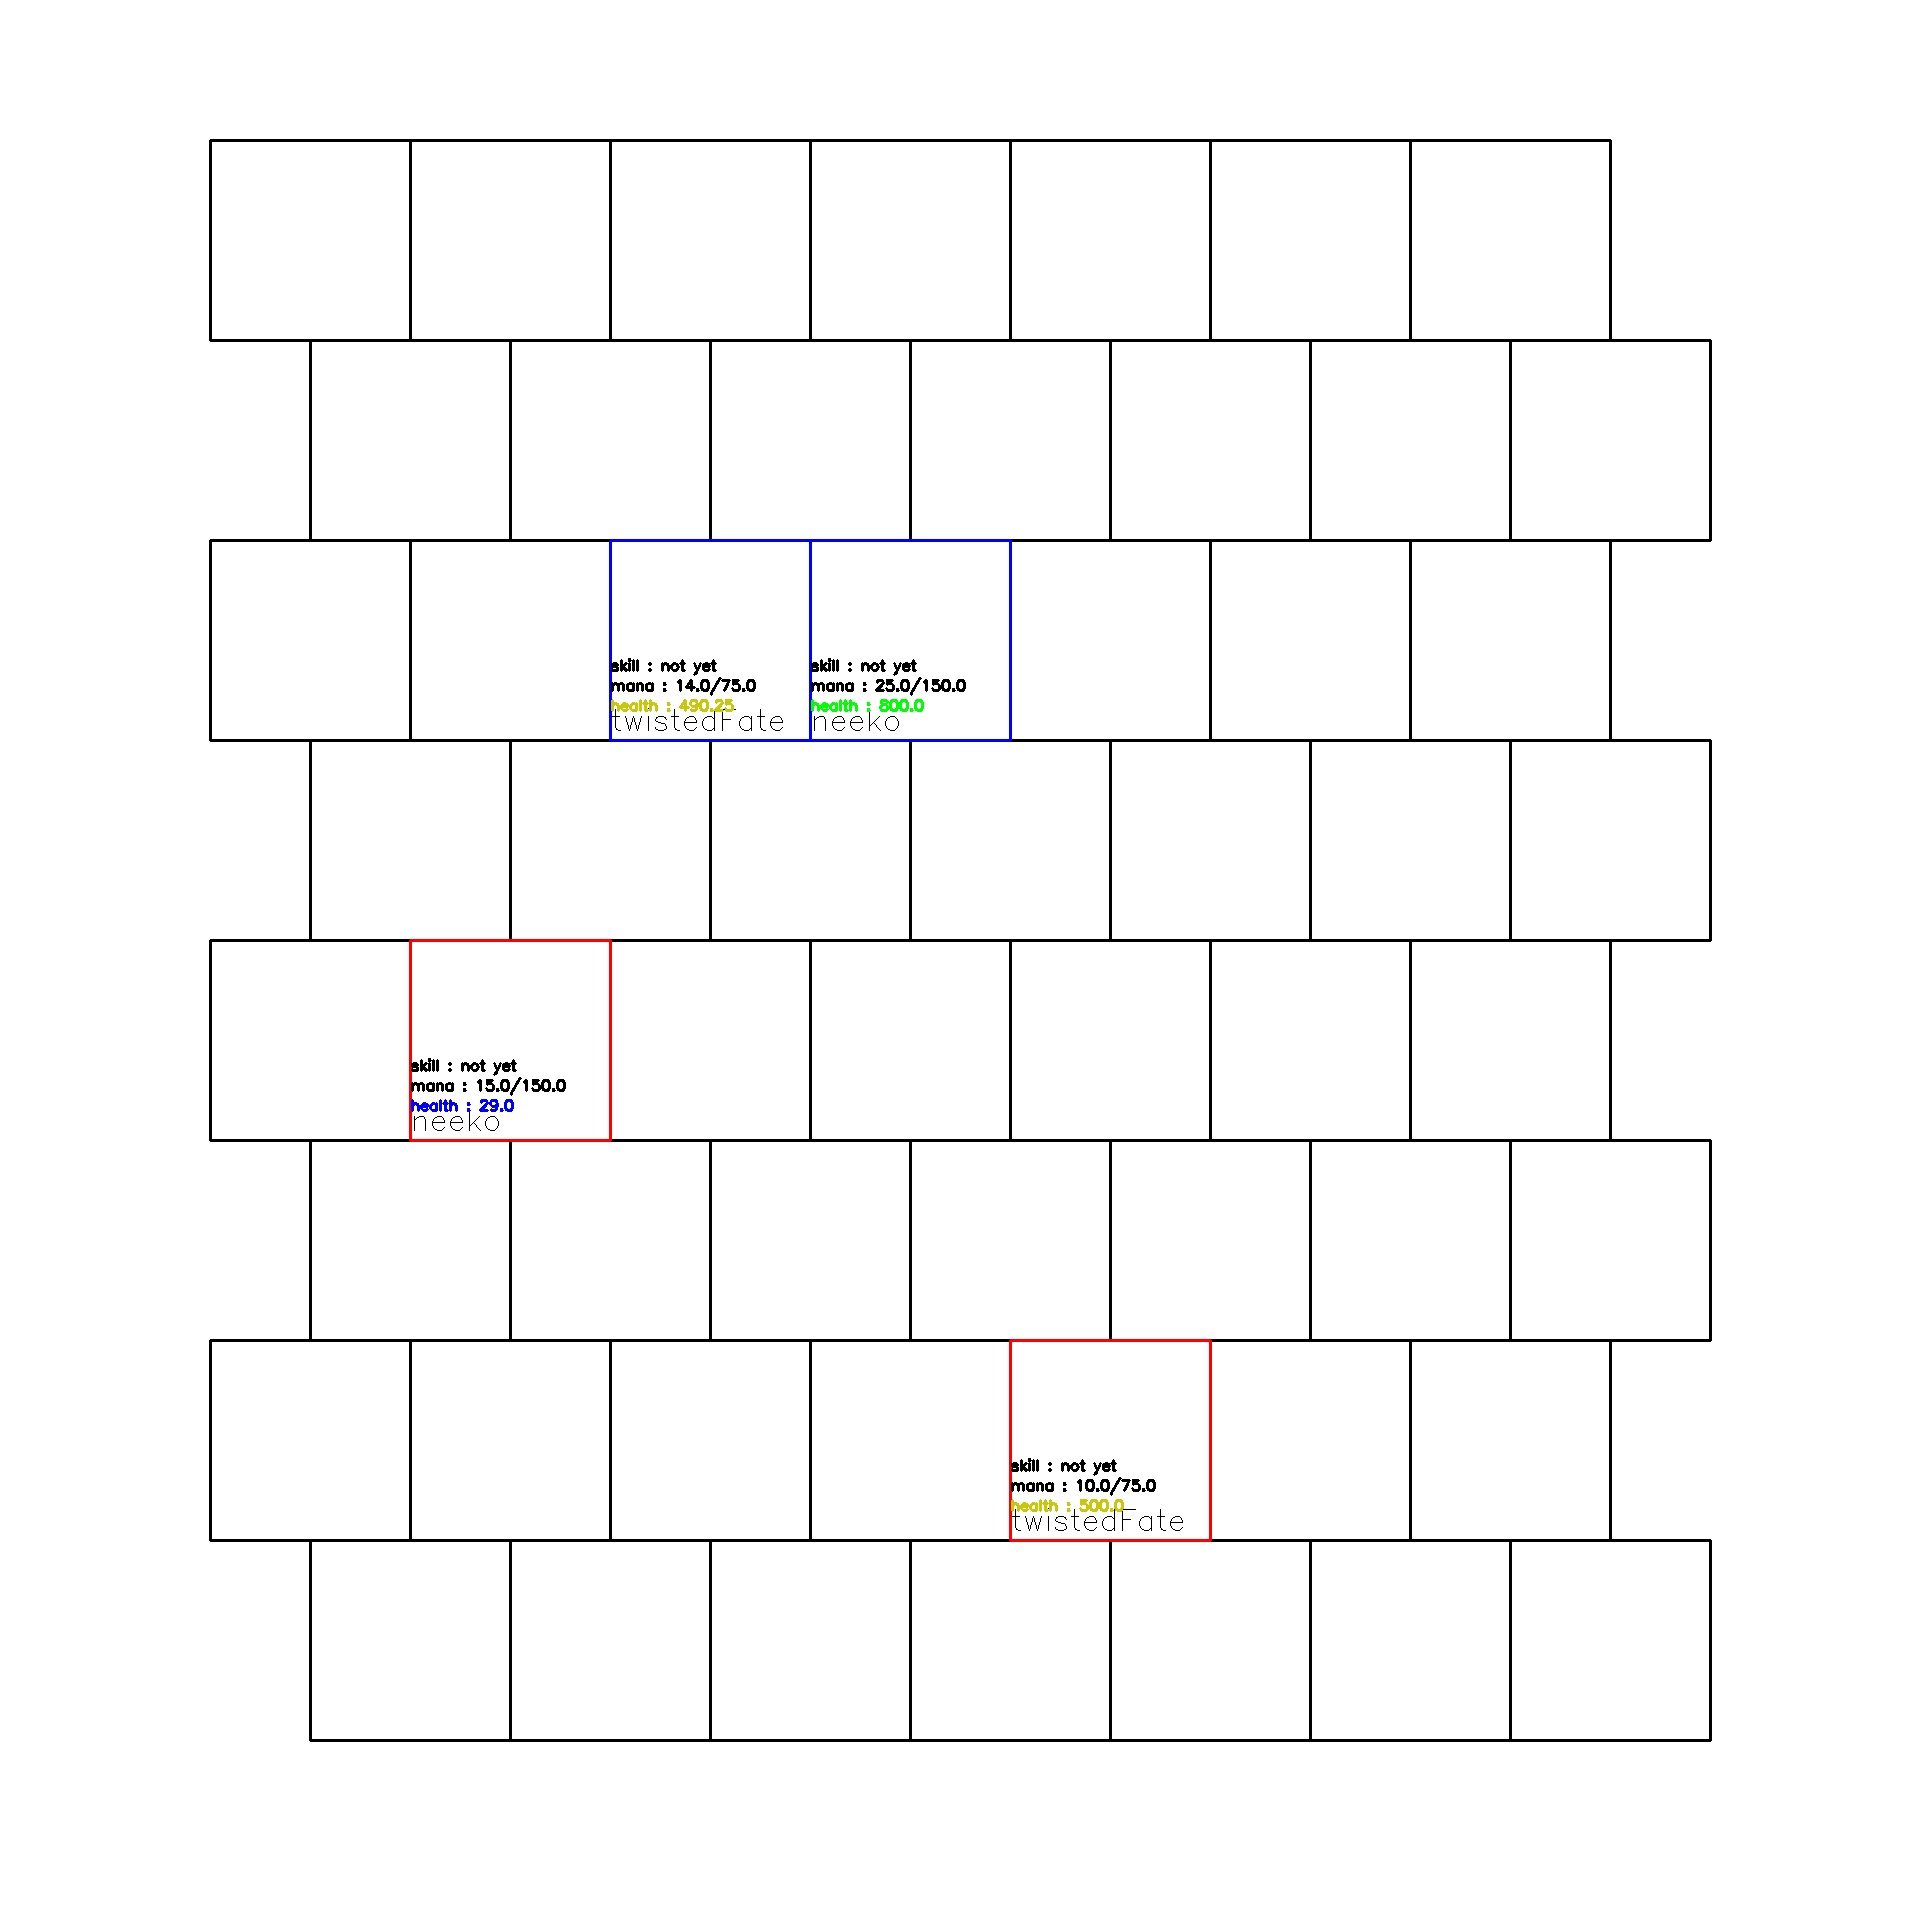 skill : not yet
mana : 14.0/75.0
health : 490.25
twistedFate
skill : not yet
mana : 25.0/150.0
health : 800.0
neeko
skill : not yet
mana : 15.0/150.0
health : 29.0
neeko
skill : not yet
mana : 10.0/75.0
health : 500.0
twistedFate